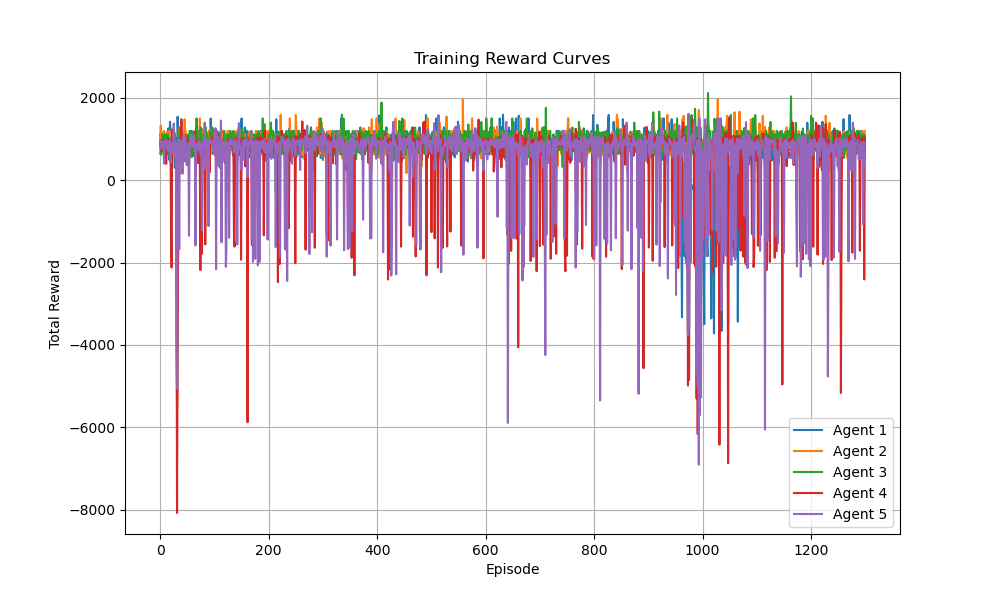 Training Reward Curves
Total Reward
2000
0
−2000
−4000
−6000
−8000
0 200 400 600 800 1000 1200
Episode
Agent 1
Agent 2
Agent 3
Agent 4
Agent 5